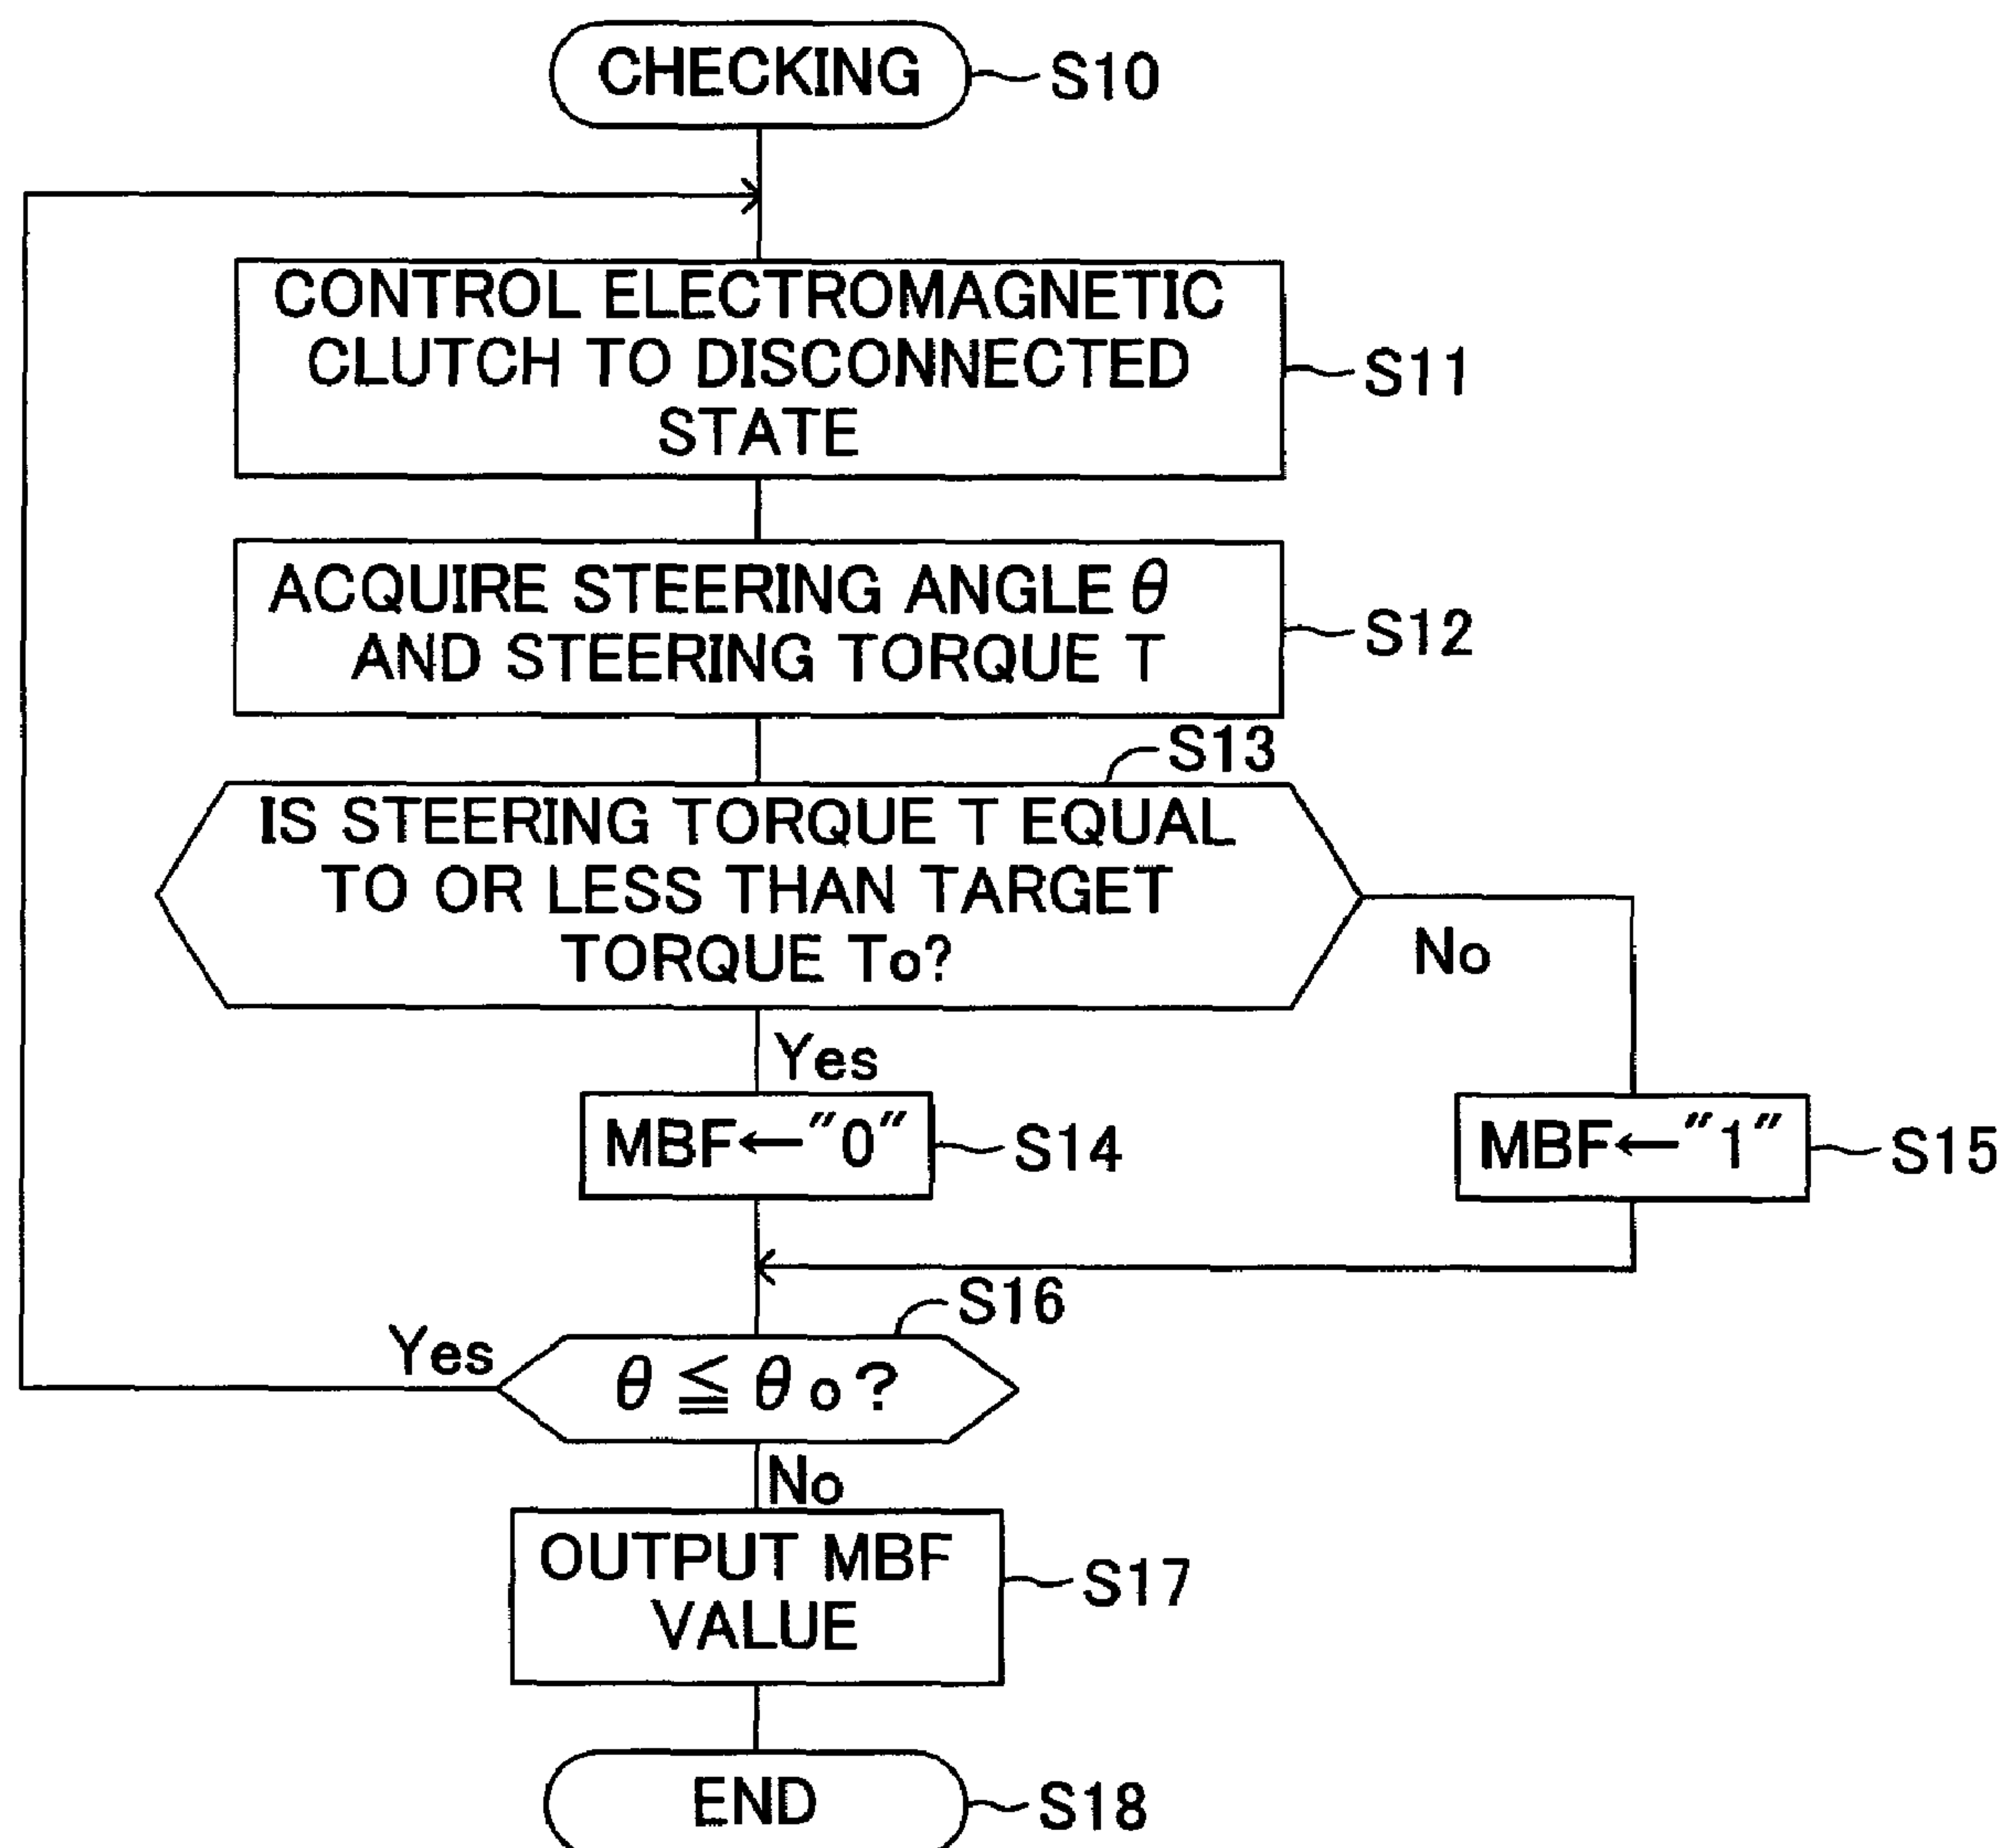 CHECKING
S10
CONTROL ELECTROMAGNETIC
CLUTCH TO DISCONNECTED
STATE
S11
ACQUIRE STEERING ANGLE θ
AND STEERING TORQUE T
S12
S13
IS STEERING TORQUE T EQUAL
TO OR LESS THAN TARGET
TORQUE To?
No
Yes
MBF←"0"
S14
MBF←"1"
S15
S16
Yes
θ ≦ θo?
No
OUTPUT MBF
VALUE
S17
END
S18